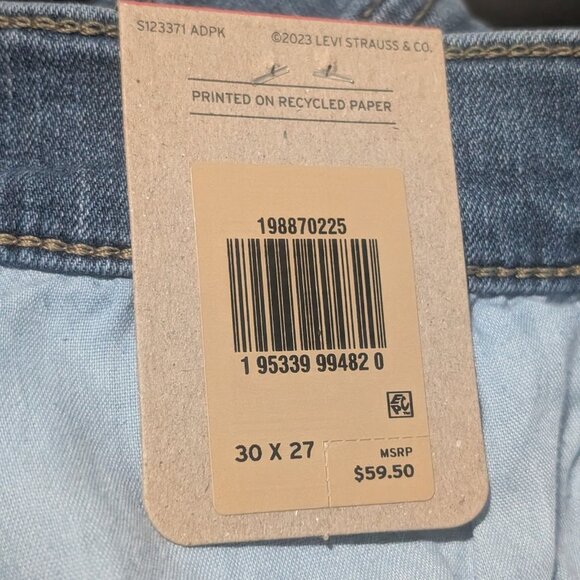 S123371 ADPK ©2023 LEVI STRAUSS & CO.
PRINTED ON RECYCLED PAPER
198870225
1 95339 99482 0
EPC
30 X 27
MSRP
$59.50